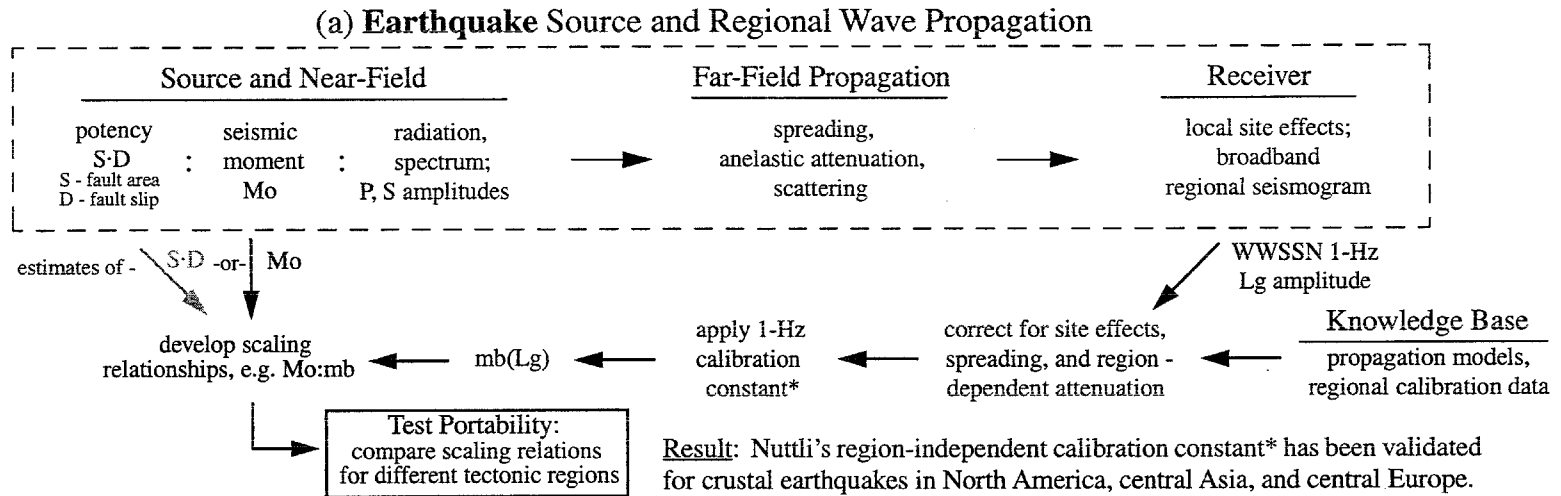 (a) Earthquake Source and Regional Wave Propagation
Source and Near-Field
potency
S·D
S - fault area
D - fault slip
:
seismic
moment
Mo
:
radiation,
spectrum;
P, S amplitudes
Far-Field Propagation
spreading,
anelastic attenuation,
scattering
Receiver
local site effects;
broadband
regional seismogram
estimates of -
S·D -or- Mo
WWSSN 1-Hz
Lg amplitude
develop scaling
relationships, e.g. Mo:mb
mb(Lg)
apply 1-Hz
calibration
constant*
correct for site effects,
spreading, and region -
dependent attenuation
Knowledge Base
propagation models,
regional calibration data
Test Portability:
compare scaling relations
for different tectonic regions
Result: Nuttli's region-independent calibration constant* has been validated
for crustal earthquakes in North America, central Asia, and central Europe.